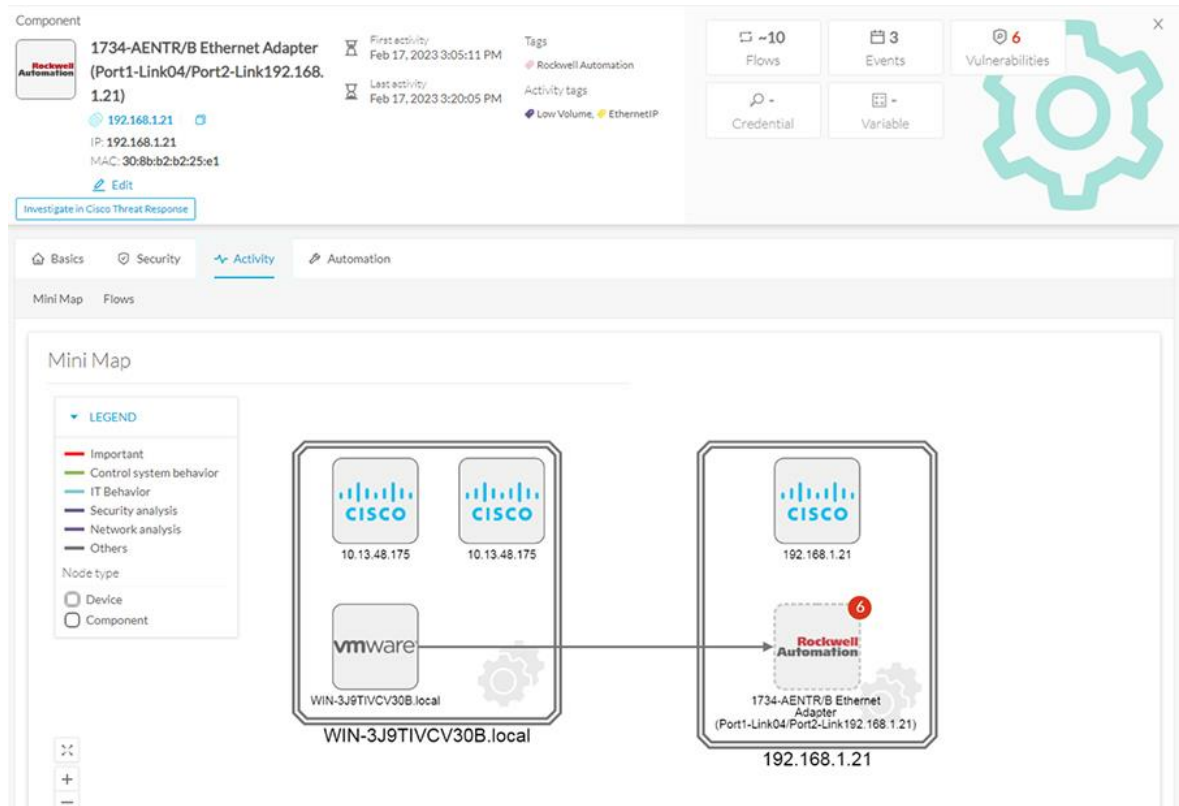 Component
Rockwell
Automation
1734-AENTR/B Ethernet Adapter
(Port1-Link04/Port2-Link192.168.
1.21)
192.168.1.21
IP: 192.168.1.21
MAC: 30:8b:b2:b2:25:e1
Edit
Investigate in Cisco Threat Response
First activity
Feb 17, 2023 3:05:11 PM
Last activity
Feb 17, 2023 3:20:05 PM
Tags
Rockwell Automation
Activity tags
Low Volume, EthernetIP
~10
Flows
3
Events
6
Vulnerabilities
-
Credential
-
Variable
Basics
Security
Activity
Automation
Mini Map
Flows
Mini Map
LEGEND
Important
Control system behavior
IT Behavior
Security analysis
Network analysis
Others
Node type
Device
Component
CISCO
10.13.48.175
CISCO
10.13.48.175
vmware
WIN-3J9TIVCV30B.local
WIN-3J9TIVCV30B.local
CISCO
192.168.1.21
6
Rockwell
Automation
1734-AENTR/B Ethernet
Adapter
(Port1-Link04/Port2-Link192.168.1.21)
192.168.1.21